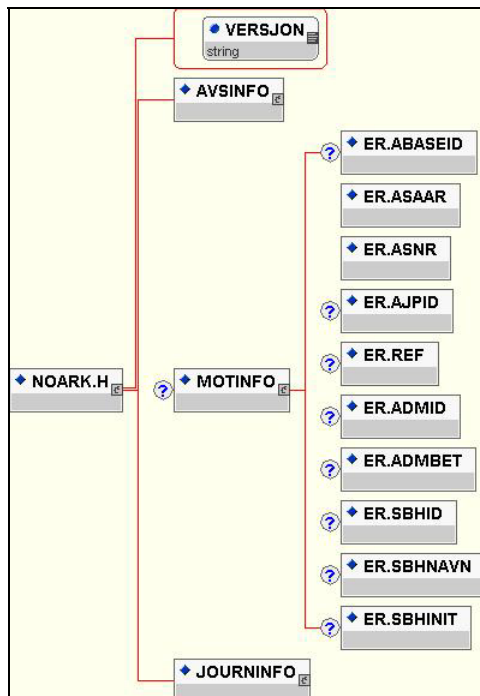 VERSJON
string
AVSINFO
? ER.ABASEID
ER.ASAAR
ER.ASNR
? ER.AJPID
? ER.REF
NOARK.H
? MOTINFO
? ER.ADMID
? ER.ADMBET
? ER.SBHID
? ER.SBHNAVN
? ER.SBHINIT
JOURNINFO